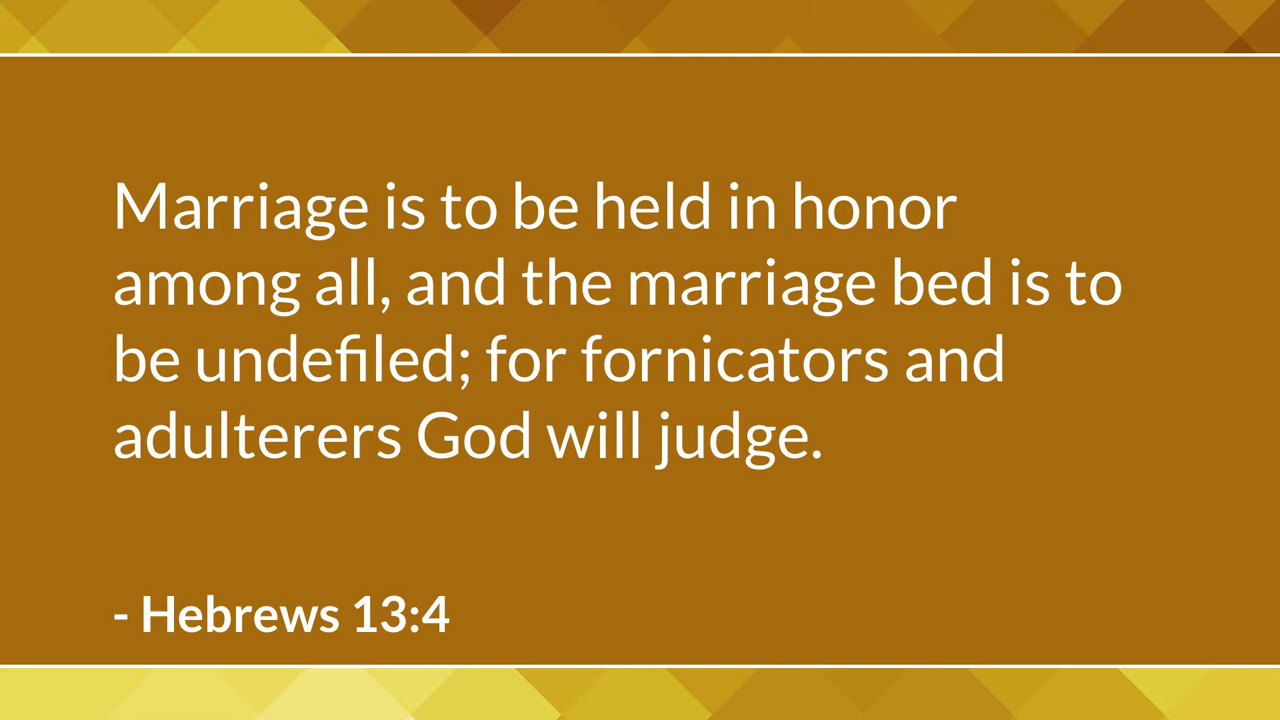 Marriage is to be held in honor
among all, and the marriage bed is to
be undefiled; for fornicators and
adulterers God will judge.
- Hebrews 13:4